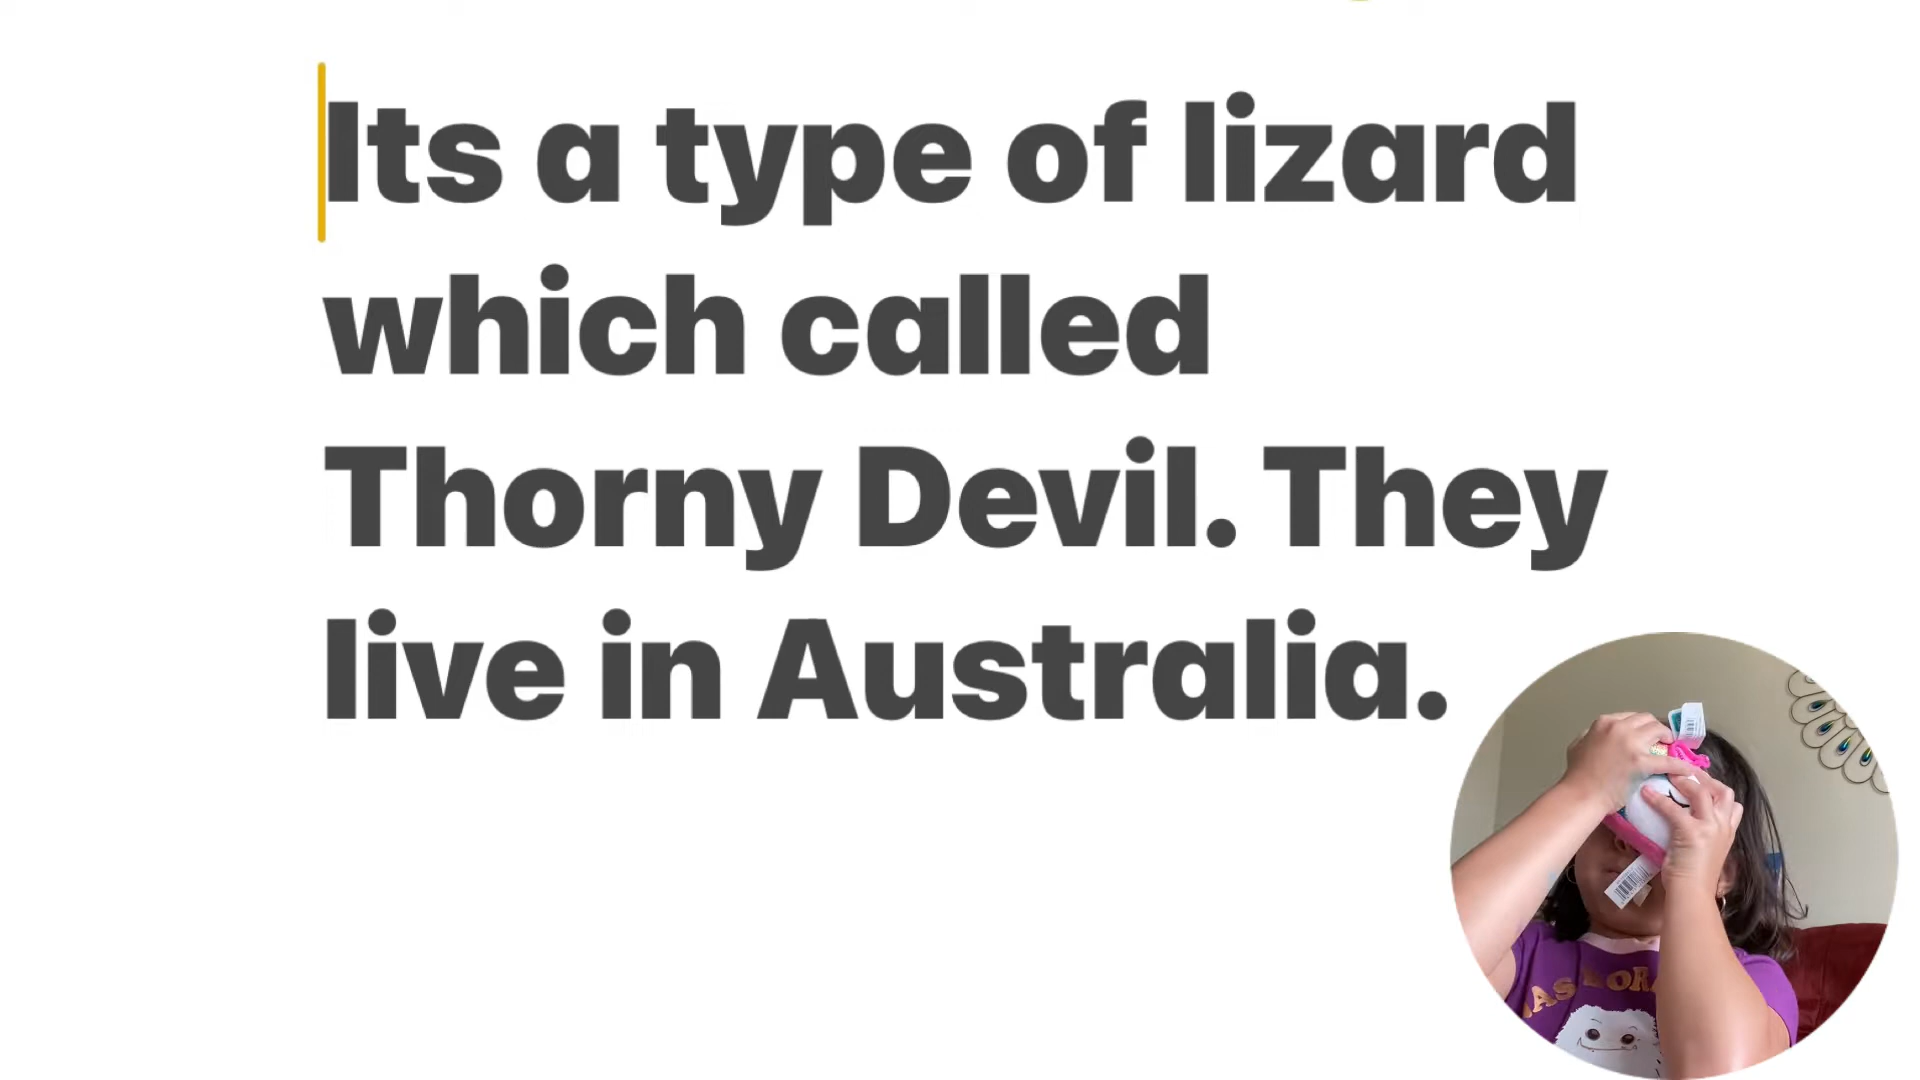 Its a type of lizard
which called
Thorny Devil. They
live in Australia.